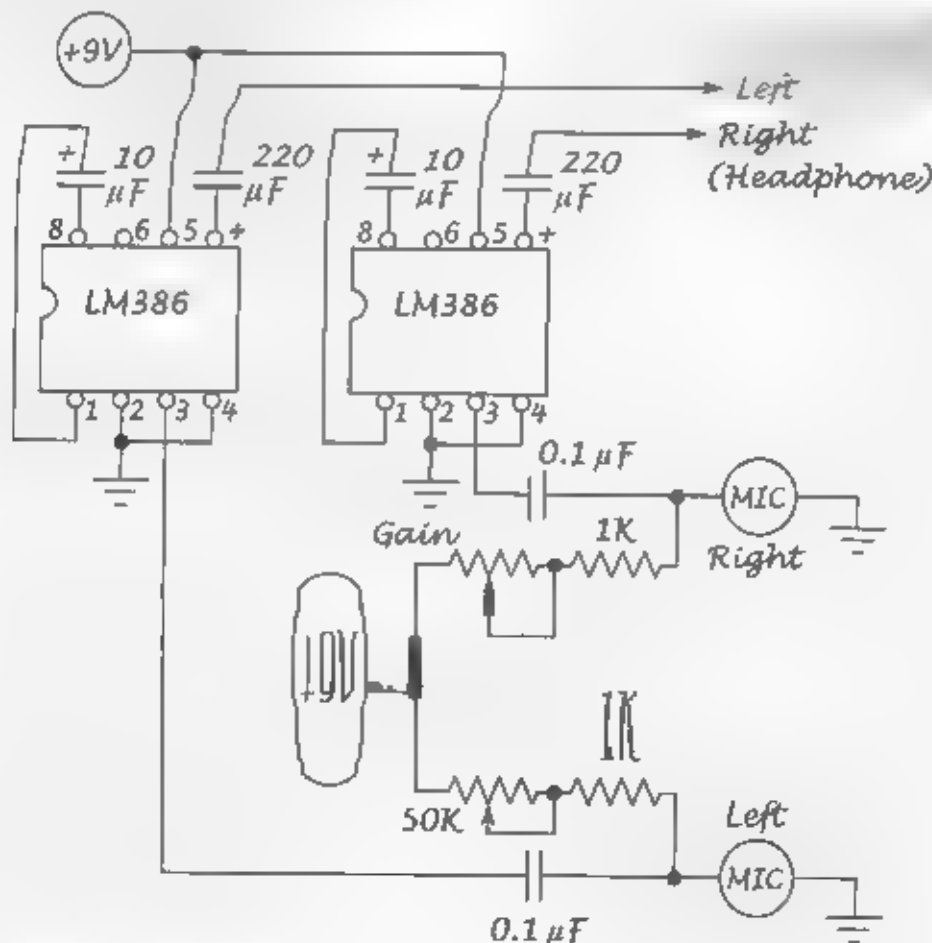 +9V
Left
Right
(Headphone)
+ 10 μF
220 μF
+ 10 μF
220 μF
8 6 5 +
LM386
1 2 3 4
8 6 5 +
LM386
1 2 3 4
0.1 μF
MIC
Right
Gain
1K
+9V
1K
50K
Left
MIC
0.1 μF